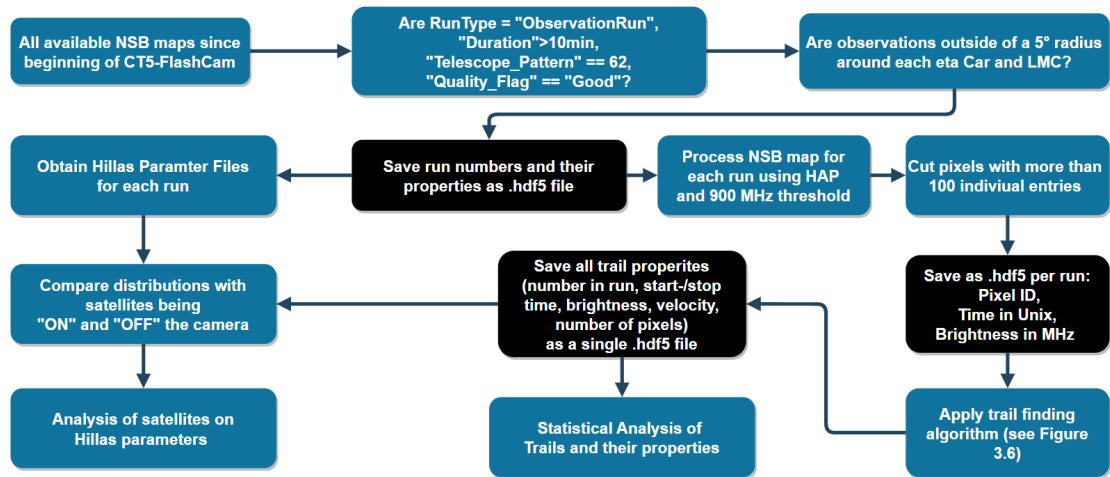 All available NSB maps since
beginning of CT5-FlashCam
Are RunType = "ObservationRun",
"Duration">10min,
"Telescope_Pattern" == 62,
"Quality_Flag" == "Good"?
Are observations outside of a 5° radius
around each eta Car and LMC?
Obtain Hillas Paramter Files
for each run
Save run numbers and their
properties as .hdf5 file
Process NSB map for
each run using HAP
and 900 MHz threshold
Cut pixels with more than
100 indiviual entries
Compare distributions with
satellites being
"ON" and "OFF" the camera
Save all trail properites
(number in run, start-/stop
time, brightness, velocity,
number of pixels)
as a single .hdf5 file
Save as .hdf5 per run:
Pixel ID,
Time in Unix,
Brightness in MHz
Analysis of satellites on
Hillas parameters
Statistical Analysis of
Trails and their properties
Apply trail finding
algorithm (see Figure
3.6)